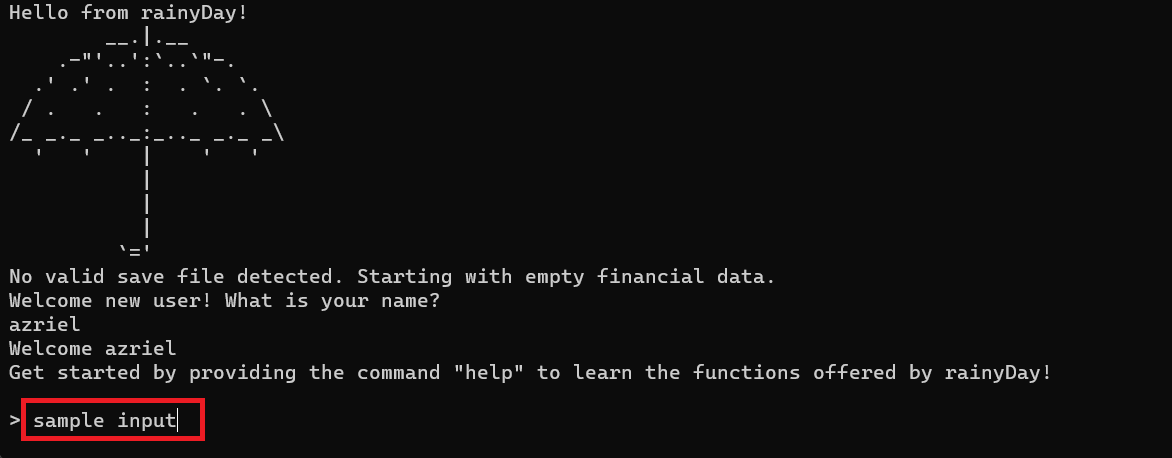 Hello from rainyDay!
         __.|.__
     .-"'..':`..`"-.
  .' .' .  :  . `. `.
 / .   .   :   .   . \
/_ _._ _.._:_.._ _._ _\
  '   '    |    '   '
           |
           |
           |
         `='
No valid save file detected. Starting with empty financial data.
Welcome new user! What is your name?
azriel
Welcome azriel
Get started by providing the command "help" to learn the functions offered by rainyDay!
> sample input